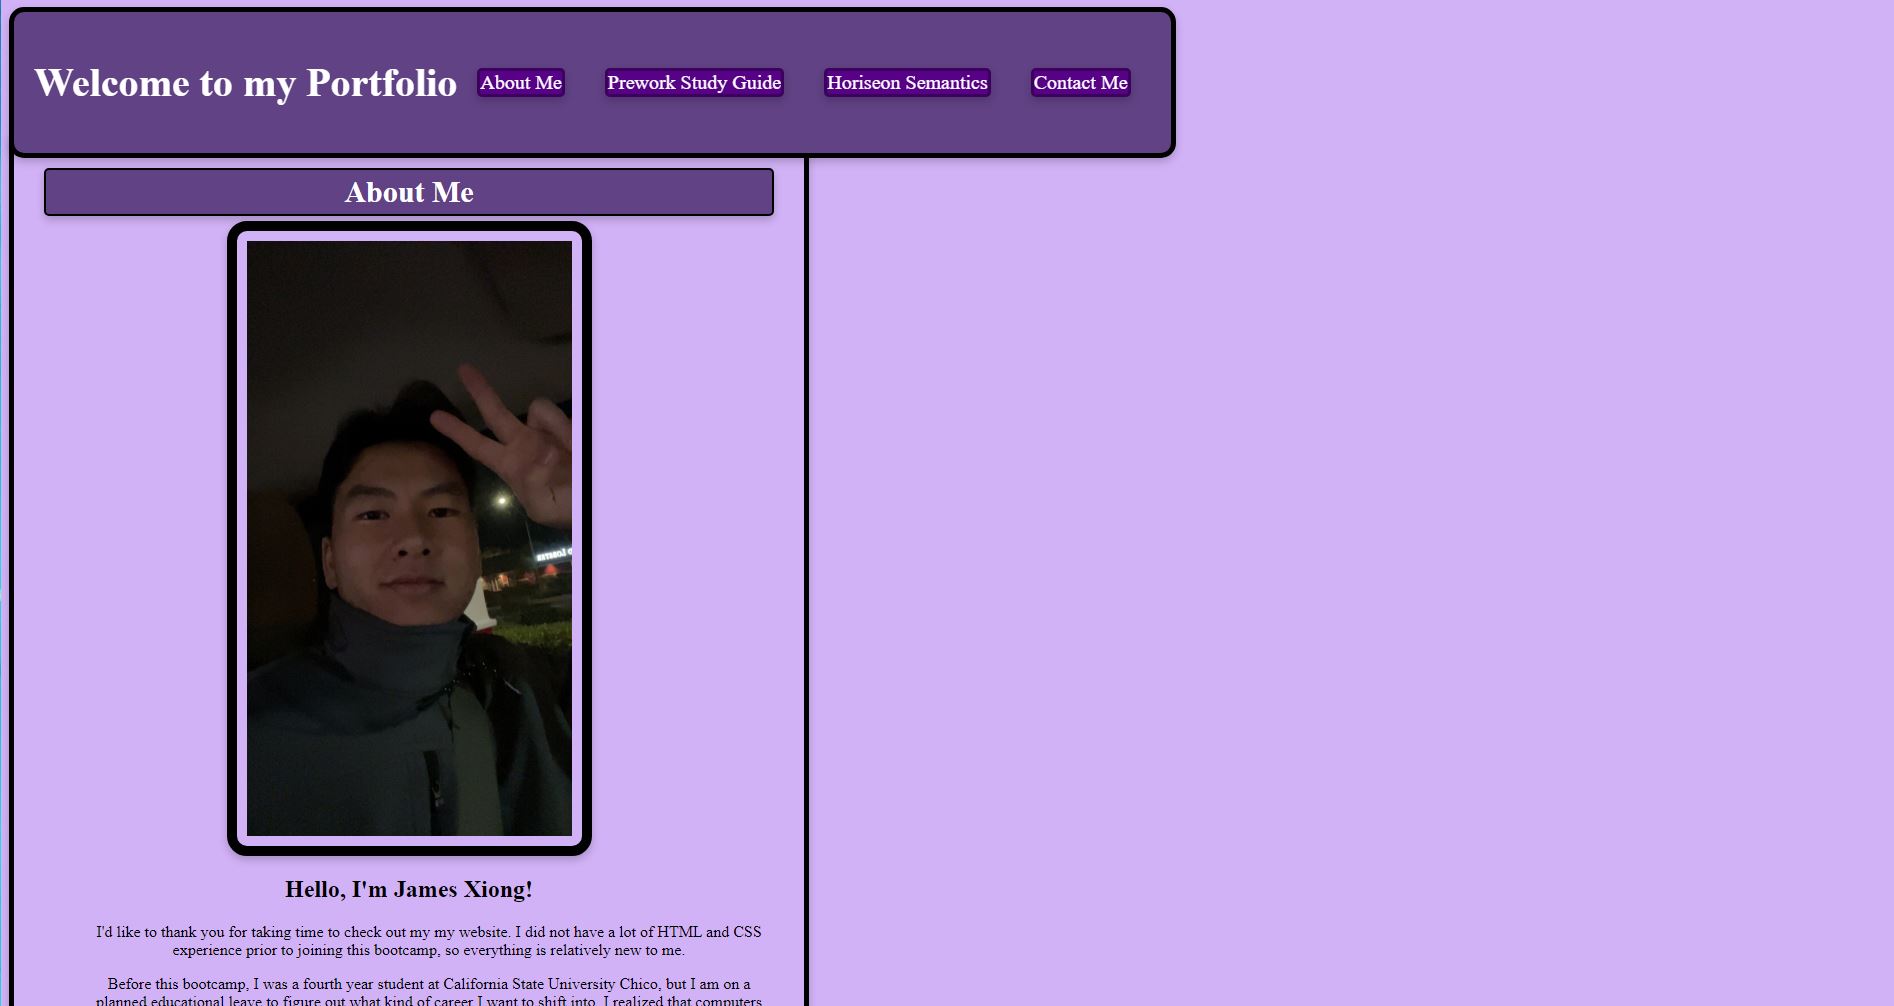 Welcome to my Portfolio About Me Prework Study Guide Horiseon Semantics Contact Me
About Me
Hello, I'm James Xiong!
I'd like to thank you for taking time to check out my my website. I did not have a lot of HTML and CSS
experience prior to joining this bootcamp, so everything is relatively new to me.
Before this bootcamp, I was a fourth year student at California State University Chico, but I am on a
planned educational leave to figure out what kind of career I want to shift into. I realized that computers